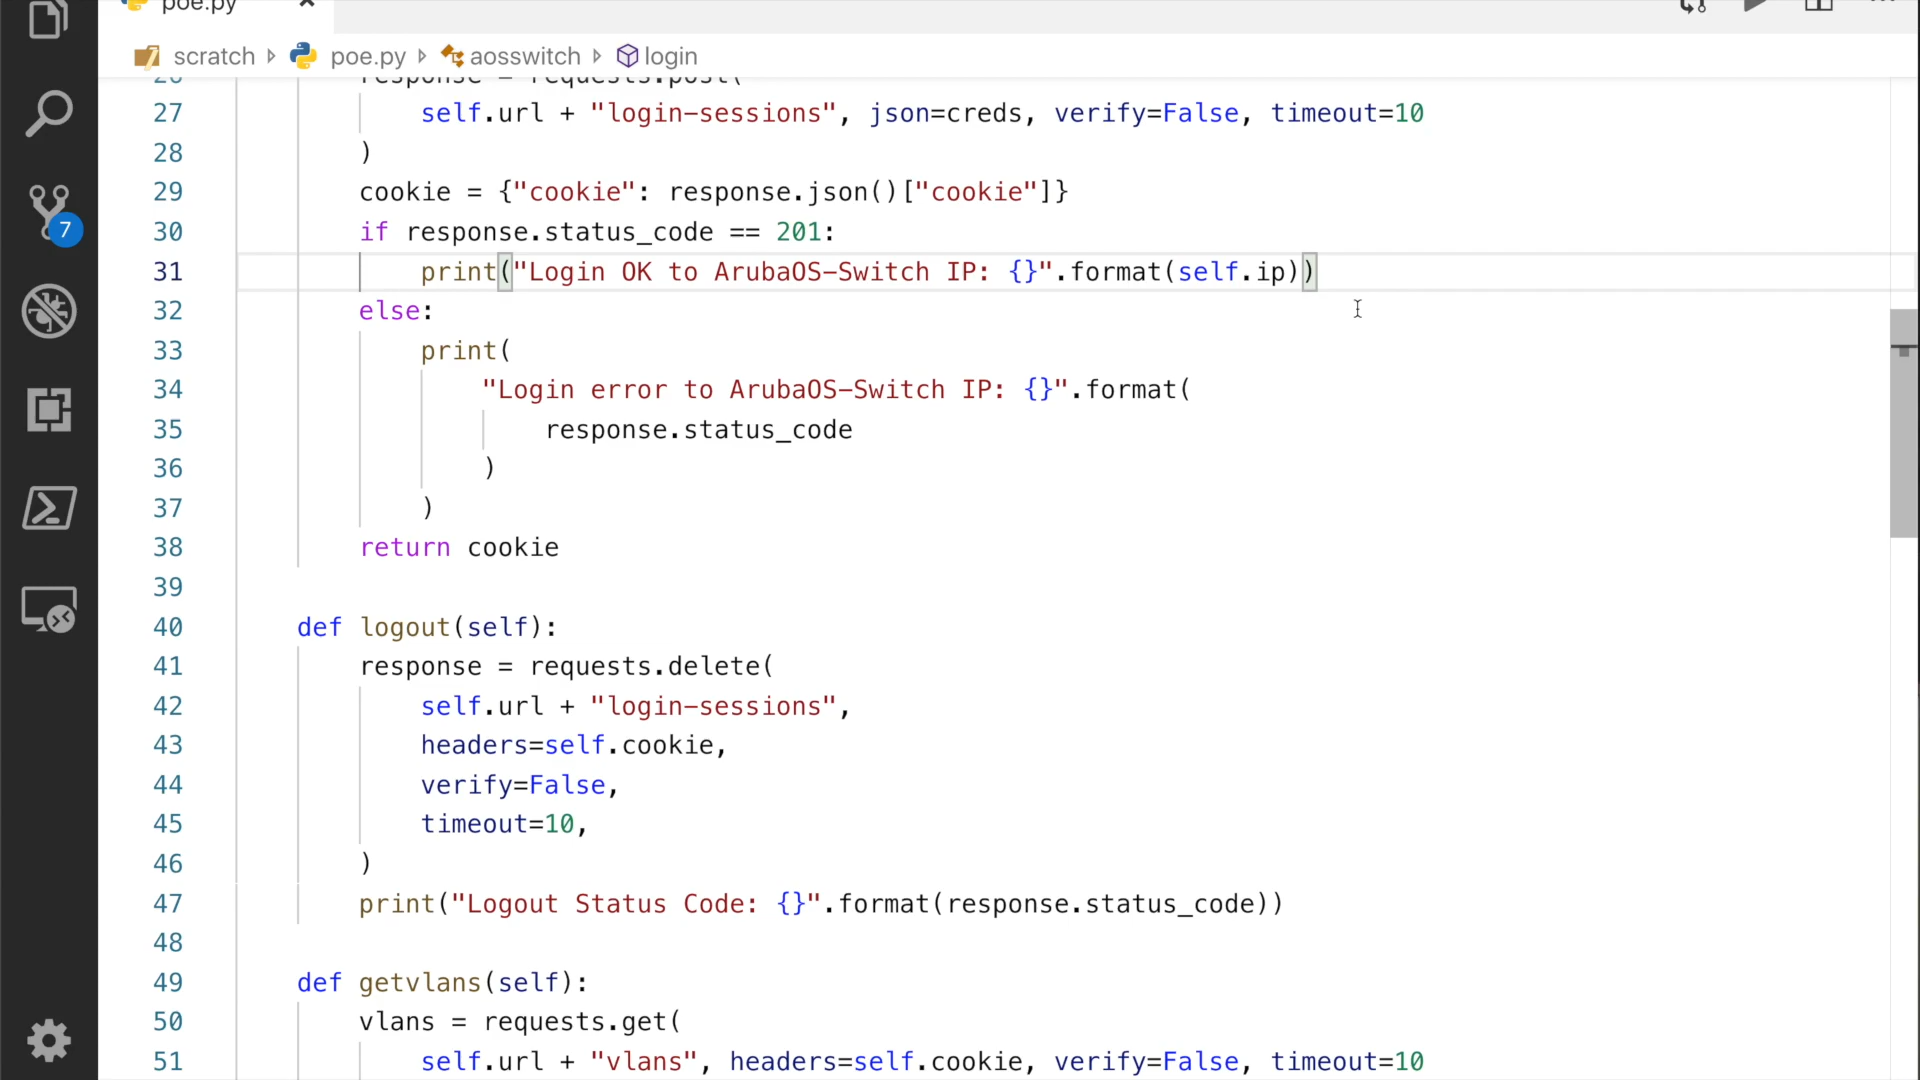 poe.py
scratch poe.py aosswitch login
26 response = requests.post(
27 self.url + "login-sessions", json=creds, verify=False, timeout=10
28 )
29 cookie = {"cookie": response.json()["cookie"]}
30 if response.status_code == 201:
31 print("Login OK to ArubaOS-Switch IP: {}".format(self.ip))
32 else:
33 print(
34 "Login error to ArubaOS-Switch IP: {}".format(
35 response.status_code
36 )
37 )
38 return cookie
39
40 def logout(self):
41 response = requests.delete(
42 self.url + "login-sessions",
43 headers=self.cookie,
44 verify=False,
45 timeout=10,
46 )
47 print("Logout Status Code: {}".format(response.status_code))
48
49 def getvlans(self):
50 vlans = requests.get(
51 self.url + "vlans", headers=self.cookie, verify=False, timeout=10
7